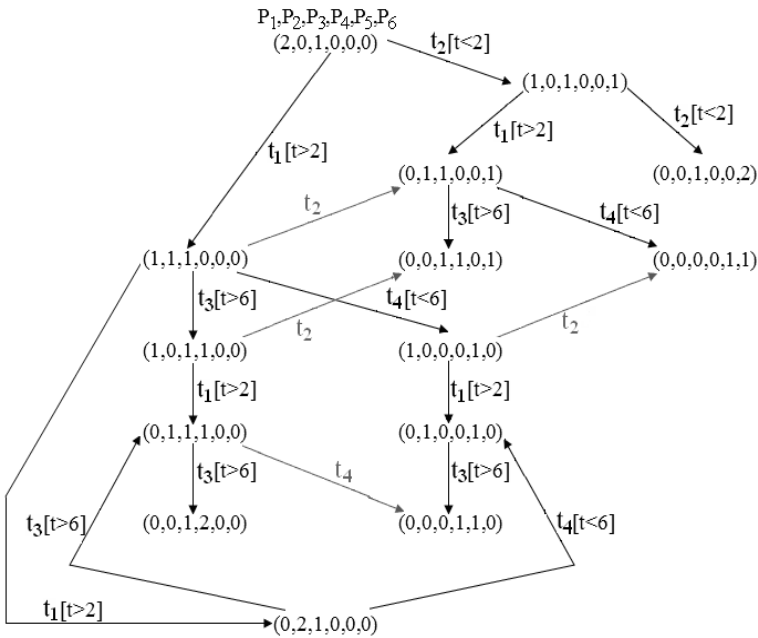 P1,P2,P3,P4,P5,P6
(2,0,1,0,0,0)
t2[t<2]
(1,0,1,0,0,1)
t1[t>2]
t2[t<2]
t1[t>2]
(0,1,1,0,0,1)
(0,0,1,0,0,2)
t2
t3[t>6]
t4[t<6]
(1,1,1,0,0,0)
(0,0,1,1,0,1)
(0,0,0,0,1,1)
t3[t>6]
t4[t<6]
t2
t2
(1,0,1,1,0,0)
(1,0,0,0,1,0)
t1[t>2]
t1[t>2]
(0,1,1,1,0,0)
(0,1,0,0,1,0)
t3[t>6]
t4
t3[t>6]
t3[t>6]
(0,0,1,2,0,0)
(0,0,0,1,1,0)
t4[t<6]
t1[t>2]
(0,2,1,0,0,0)